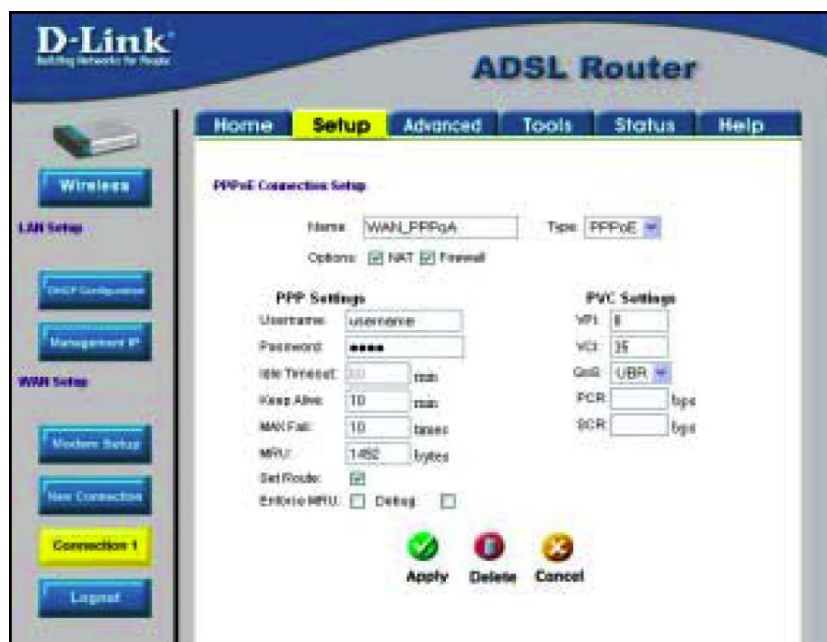 D-Link
Building Networks for People
ADSL Router
Home Setup Advanced Tools Status Help
Wireless
LAN Setup
DHCP Configuration
Management IP
WAN Setup
Modem Setup
New Connection
Connection 1
Logout
PPPoE Connection Setup
Name: WAN_PPPoA Type: PPPoE
Options: NAT Firewall
PPP Settings PVC Settings
Username: username VPI:
Password: •••• VCI: 35
Idle Timeout: min QoS: UBR
Keep Alive: 10 min PCR: bps
MAX Fail: 10 times SCR: bps
MRU: 1492 bytes
Set Route:
Enforce MRU: Debug:
Apply Delete Cancel